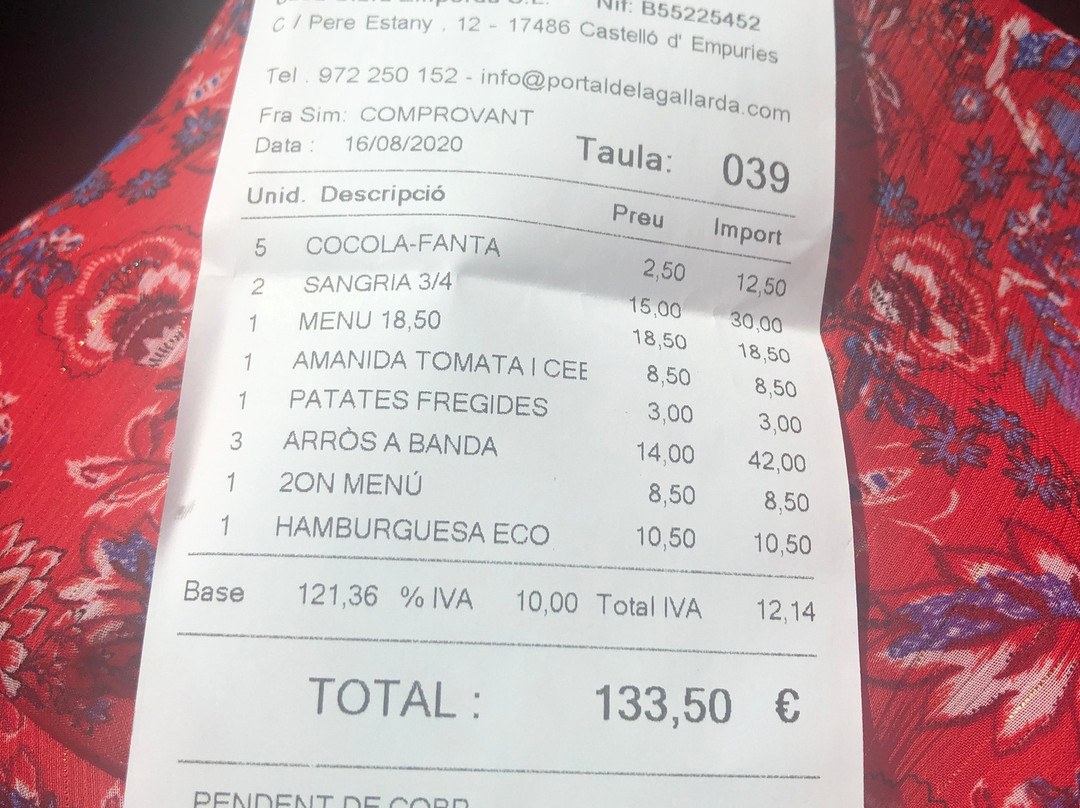 Nif: B55225452
C / Pere Estany . 12 - 17486 Castelló d' Empuries
Tel . 972 250 152 - info@portaldelagallarda.com
Fra Sim: COMPROVANT
Data : 16/08/2020 Taula: 039
Unid. Descripció Preu Import
5 COCOLA-FANTA 2,50 12,50
2 SANGRIA 3/4 15,00 30,00
1 MENU 18,50 18,50 18,50
1 AMANIDA TOMATA I CEE 8,50 8,50
1 PATATES FREGIDES 3,00 3,00
3 ARRÒS A BANDA 14,00 42,00
1 2ON MENÚ 8,50 8,50
1 HAMBURGUESA ECO 10,50 10,50
Base 121,36 % IVA 10,00 Total IVA 12,14
TOTAL : 133,50 €
PENDENT DE COBR